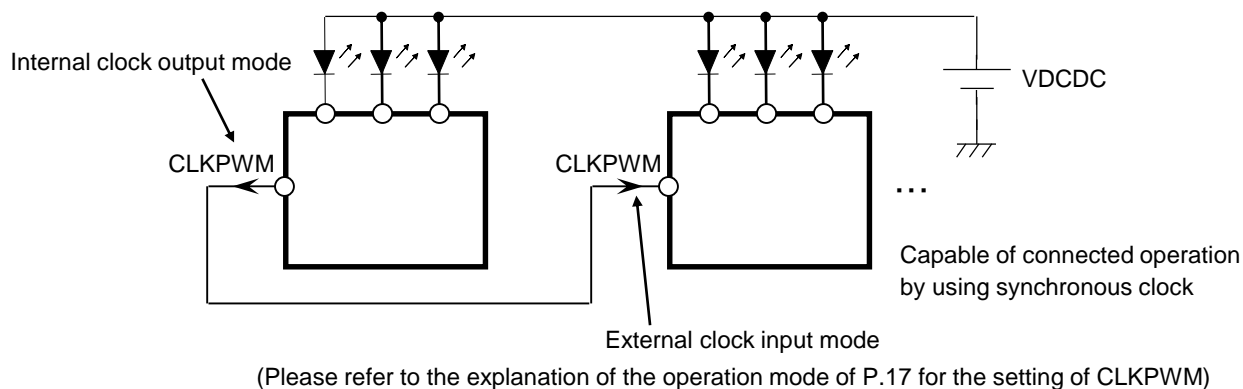 Internal clock output mode
VDCDC
CLKPWM
CLKPWM
...
Capable of connected operation
by using synchronous clock
External clock input mode
(Please refer to the explanation of the operation mode of P.17 for the setting of CLKPWM)